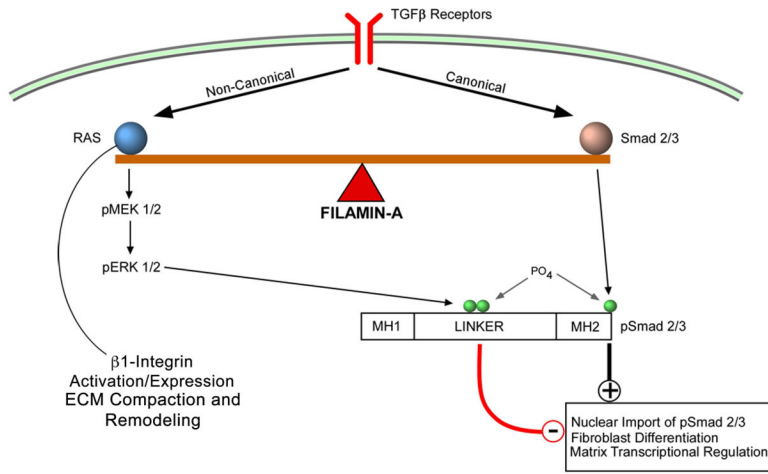 TGFβ Receptors
Non-Canonical
Canonical
RAS
Smad 2/3
FILAMIN-A
pMEK 1/2
pERK 1/2
PO4
MH1
LINKER
MH2
pSmad 2/3
β1-Integrin
Activation/Expression
ECM Compaction and
Remodeling
+
-
Nuclear Import of pSmad 2/3
Fibroblast Differentiation
Matrix Transcriptional Regulation